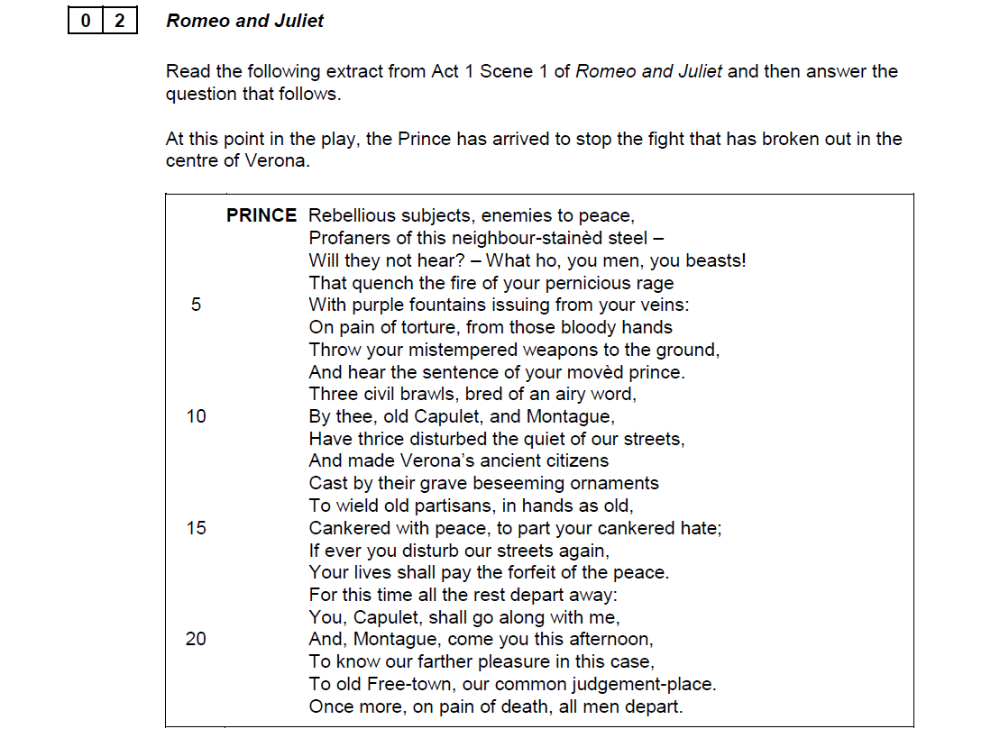 0 2 Romeo and Juliet
Read the following extract from Act 1 Scene 1 of Romeo and Juliet and then answer the
question that follows.
At this point in the play, the Prince has arrived to stop the fight that has broken out in the
centre of Verona.
PRINCE Rebellious subjects, enemies to peace,
Profaners of this neighbour-stainèd steel –
Will they not hear? – What ho, you men, you beasts!
That quench the fire of your pernicious rage
5 With purple fountains issuing from your veins:
On pain of torture, from those bloody hands
Throw your mistempered weapons to the ground,
And hear the sentence of your movèd prince.
Three civil brawls, bred of an airy word,
10 By thee, old Capulet, and Montague,
Have thrice disturbed the quiet of our streets,
And made Verona's ancient citizens
Cast by their grave beseeming ornaments
To wield old partisans, in hands as old,
15 Cankered with peace, to part your cankered hate;
If ever you disturb our streets again,
Your lives shall pay the forfeit of the peace.
For this time all the rest depart away:
You, Capulet, shall go along with me,
20 And, Montague, come you this afternoon,
To know our farther pleasure in this case,
To old Free-town, our common judgement-place.
Once more, on pain of death, all men depart.